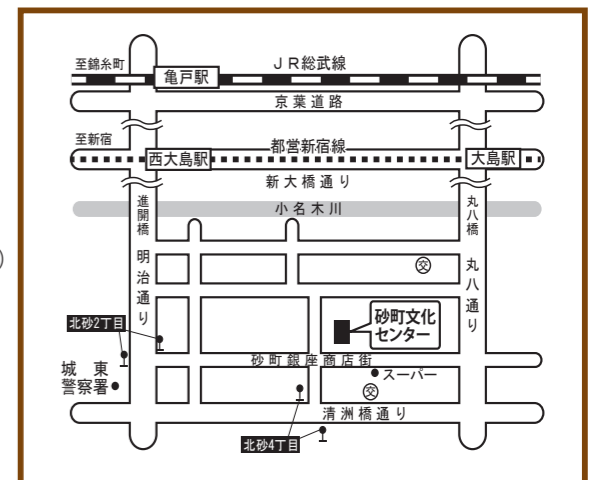 至錦糸町
JR総武線
亀戸駅
京葉道路
至新宿
都営新宿線
西大島駅
大島駅
新大橋通り
小名木川
進開橋
丸八橋
明治通り
丸八通り
交
砂町文化
センター
北砂2丁目
砂町銀座商店街
城東
警察署
スーパー
交
清洲橋通り
北砂4丁目